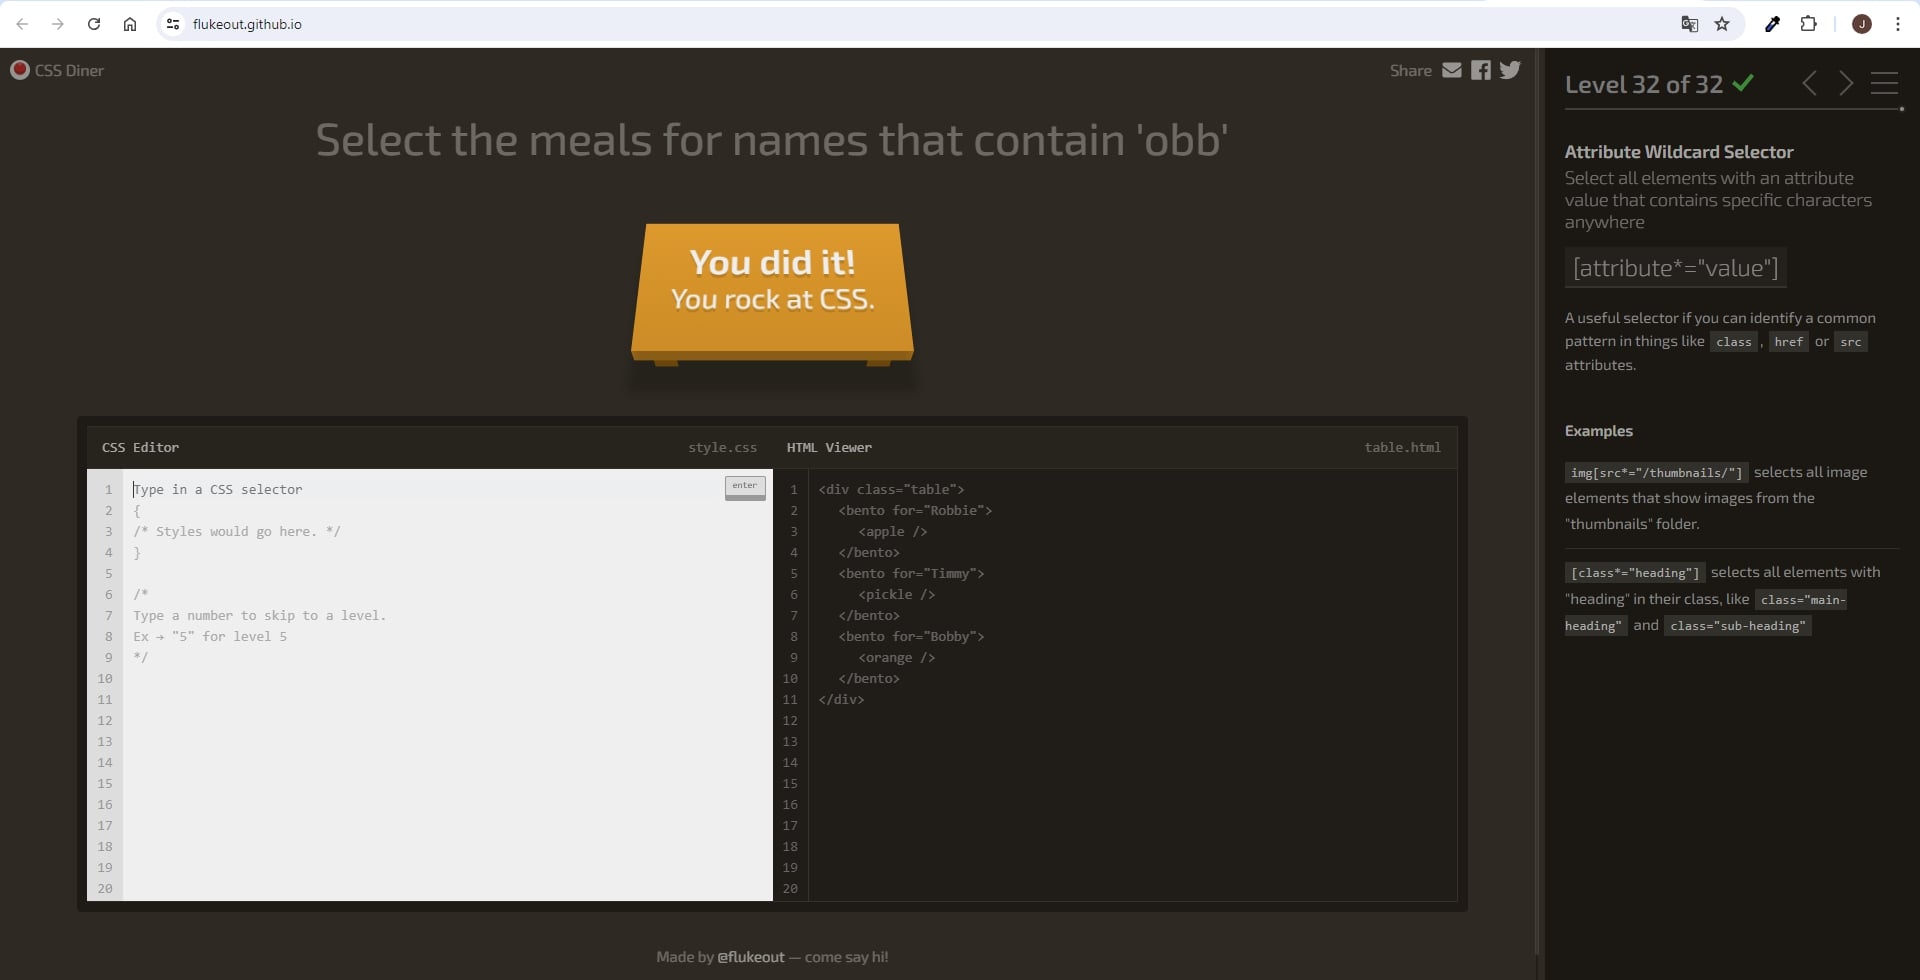 flukeout.github.io
J
CSS Diner
Share
Select the meals for names that contain 'obb'
You did it!
You rock at CSS.
CSS Editor
style.css
1 Type in a CSS selector
enter
2 {
3 /* Styles would go here. */
4 }
5
6 /*
7 Type a number to skip to a level.
8 Ex → "5" for level 5
9 */
10
11
12
13
14
15
16
17
18
19
20
HTML Viewer
table.html
1 <div class="table">
2 <bento for="Robbie">
3 <apple />
4 </bento>
5 <bento for="Timmy">
6 <pickle />
7 </bento>
8 <bento for="Bobby">
9 <orange />
10 </bento>
11 </div>
12
13
14
15
16
17
18
19
20
Made by @flukeout — come say hi!
Level 32 of 32
Attribute Wildcard Selector
Select all elements with an attribute
value that contains specific characters
anywhere
[attribute*="value"]
A useful selector if you can identify a common
pattern in things like class , href or src
attributes.
Examples
img[src*="/thumbnails/"] selects all image
elements that show images from the
"thumbnails" folder.
[class*="heading"] selects all elements with
"heading" in their class, like class="main-
heading" and class="sub-heading"